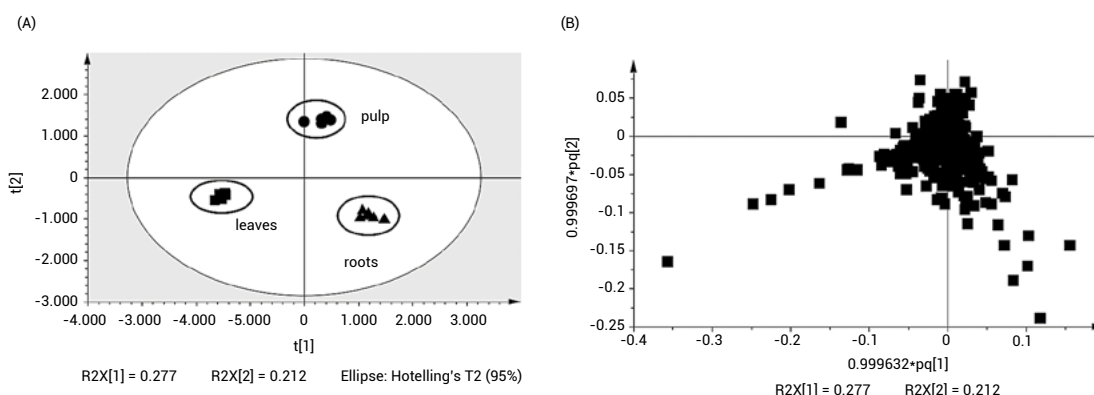 (A)
2.000
1.000
0
-1.000
-2.000
-3.000
t[2]
pulp
leaves
roots
-4.000 -4.000 -5.000 0 1.000 2.000 3.000
t[1]
R2X[1] = 0.277 R2X[2] = 0.212 Ellipse: Hotelling's T2 (95%)
(B)
0.05
0
-0.05
-0.1
-0.15
-0.2
-0.25
0.999697*pq[2]
-0.4 -0.3 -0.2 -0.1 0 0.1
0.999632*pq[1]
R2X[1] = 0.277 R2X[2] = 0.212